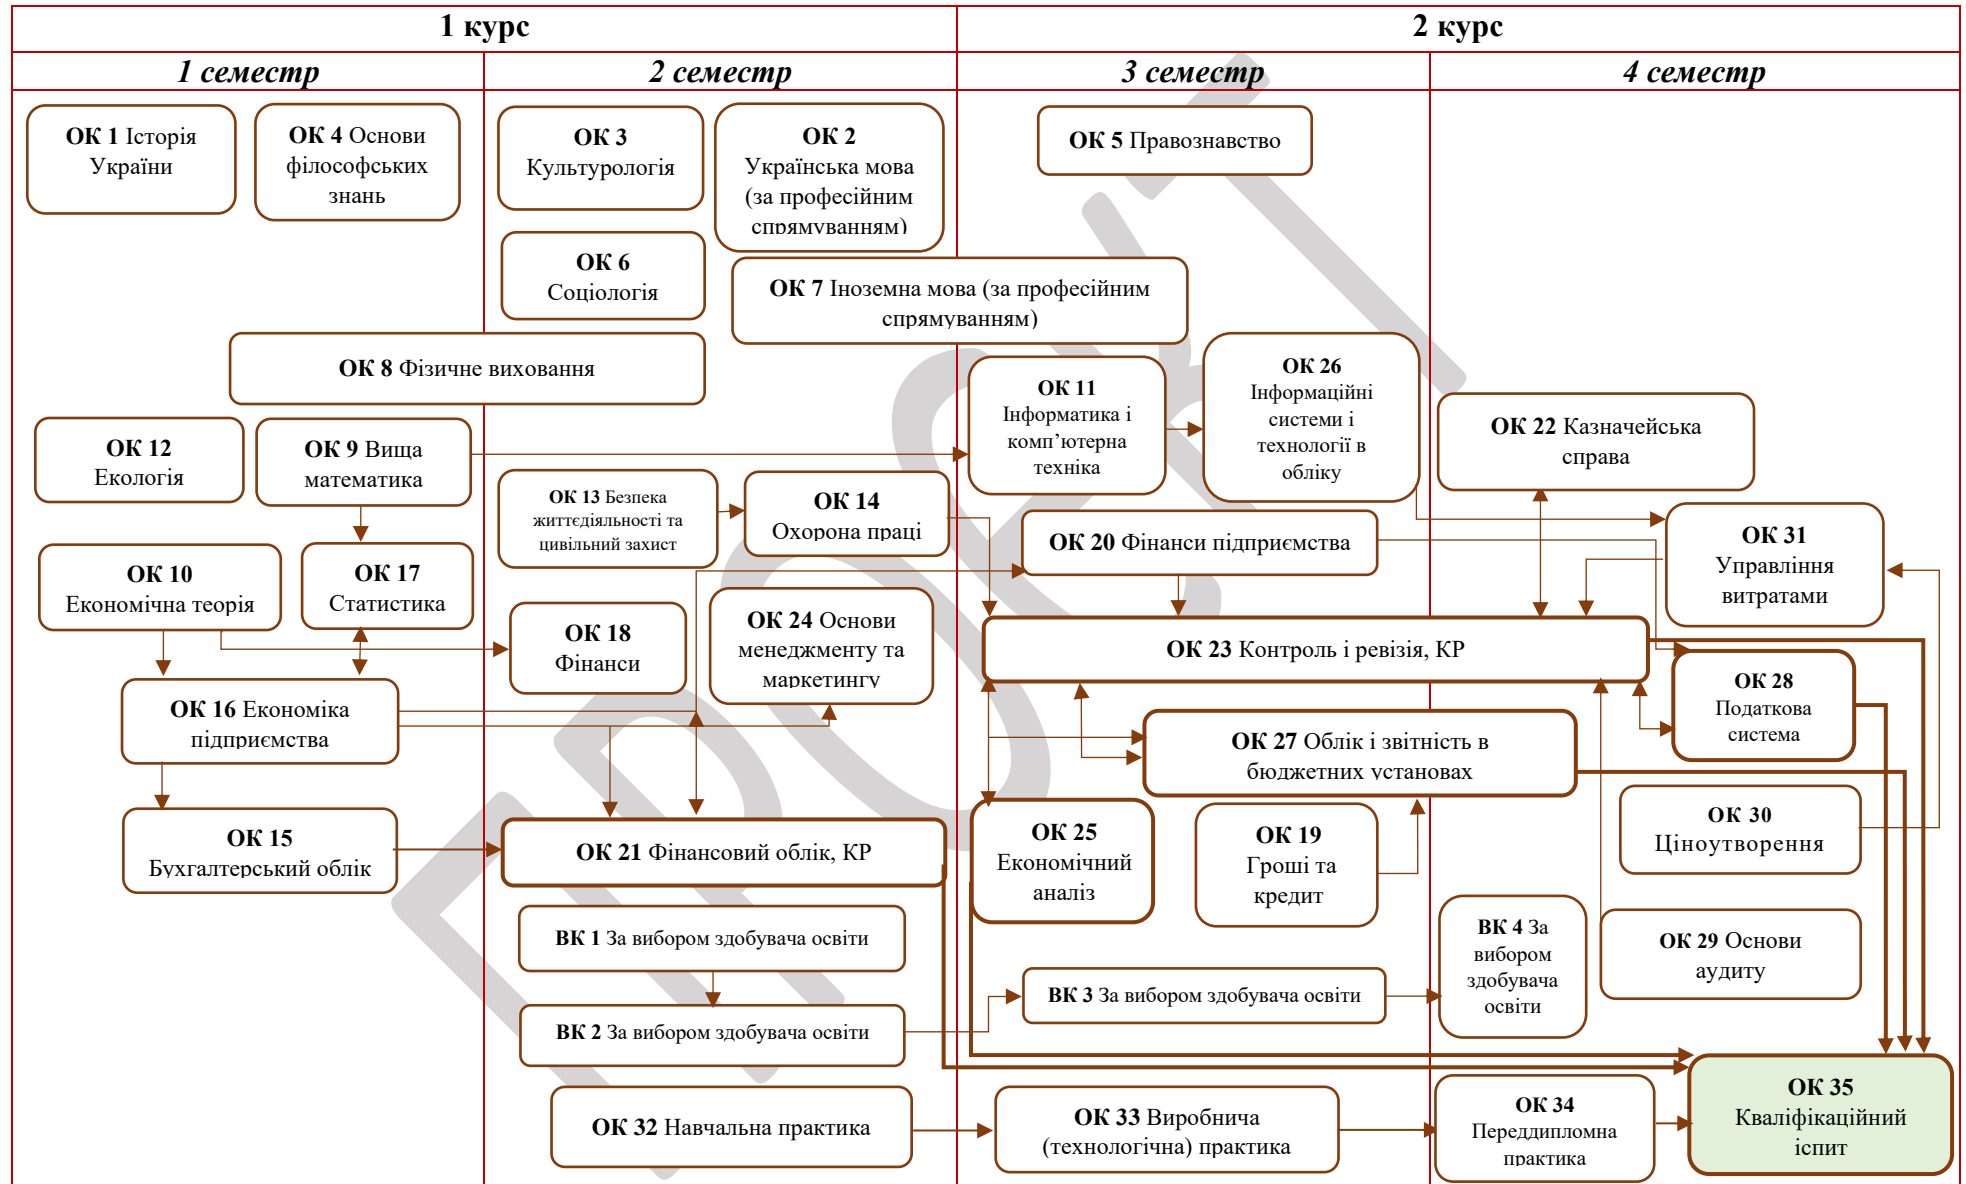 1 курс
2 курс
1 семестр
2 семестр
3 семестр
4 семестр
ОК 1 Історія
України
ОК 4 Основи
філософських
знань
ОК 3
Культурологія
ОК 2
Українська мова
(за професійним
спрямуванням)
ОК 5 Правознавство
ОК 6
Соціологія
ОК 7 Іноземна мова (за професійним
спрямуванням)
ОК 8 Фізичне виховання
ОК 11
Інформатика і
комп’ютерна
техніка
ОК 26
Інформаційні
системи і
технології в
обліку
ОК 22 Казначейська
справа
ОК 12
Екологія
ОК 9 Вища
математика
ОК 13 Безпека
життєдіяльності та
цивільний захист
ОК 14
Охорона праці
ОК 20 Фінанси підприємства
ОК 31
Управління
витратами
ОК 10
Економічна теорія
ОК 17
Статистика
ОК 18
Фінанси
ОК 24 Основи
менеджменту та
маркетингу
ОК 23 Контроль і ревізія, КР
ОК 28
Податкова
система
ОК 16 Економіка
підприємства
ОК 27 Облік і звітність в
бюджетних установах
ОК 15
Бухгалтерський облік
ОК 21 Фінансовий облік, КР
ОК 25
Економічний
аналіз
ОК 19
Гроші та
кредит
ОК 30
Ціноутворення
ВК 1 За вибором здобувача освіти
ВК 4 За
вибором
здобувача
освіти
ОК 29 Основи
аудиту
ВК 2 За вибором здобувача освіти
ВК 3 За вибором здобувача освіти
ОК 32 Навчальна практика
ОК 33 Виробнича
(технологічна) практика
ОК 34
Переддипломна
практика
ОК 35
Кваліфікаційний
іспит
ПРОЄКТ